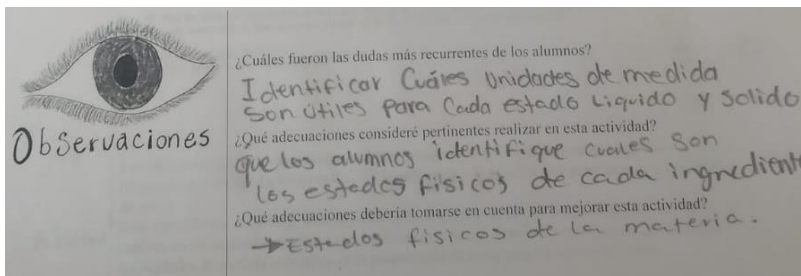 Observaciones
¿Cuáles fueron las dudas más recurrentes de los alumnos?
Identificar Cuáles Unidades de medida
Son útiles Para Cada estado Liquido y Solido
¿Qué adecuaciones consideré pertinentes realizar en esta actividad?
que los alumnos identifique cuales son
los estados físicos de cada ingredient
¿Qué adecuaciones debería tomarse en cuenta para mejorar esta actividad?
→ Estados fisicos de la materia.